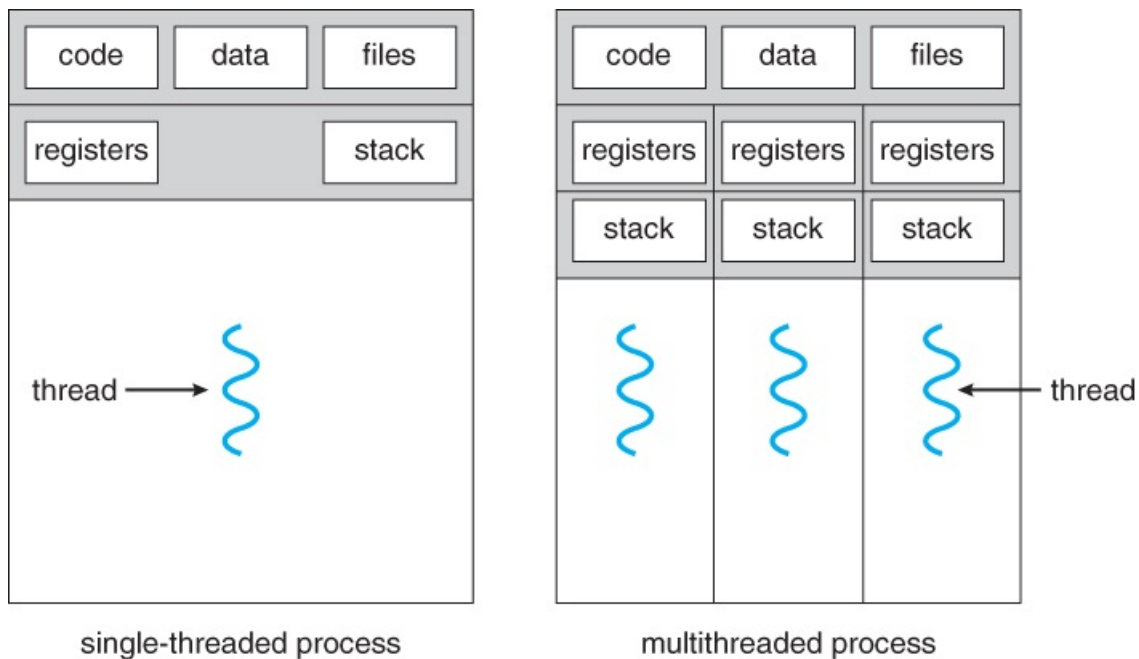 code data files
registers stack
thread
single-threaded process
code data files
registers registers registers
stack stack stack
thread
multithreaded process